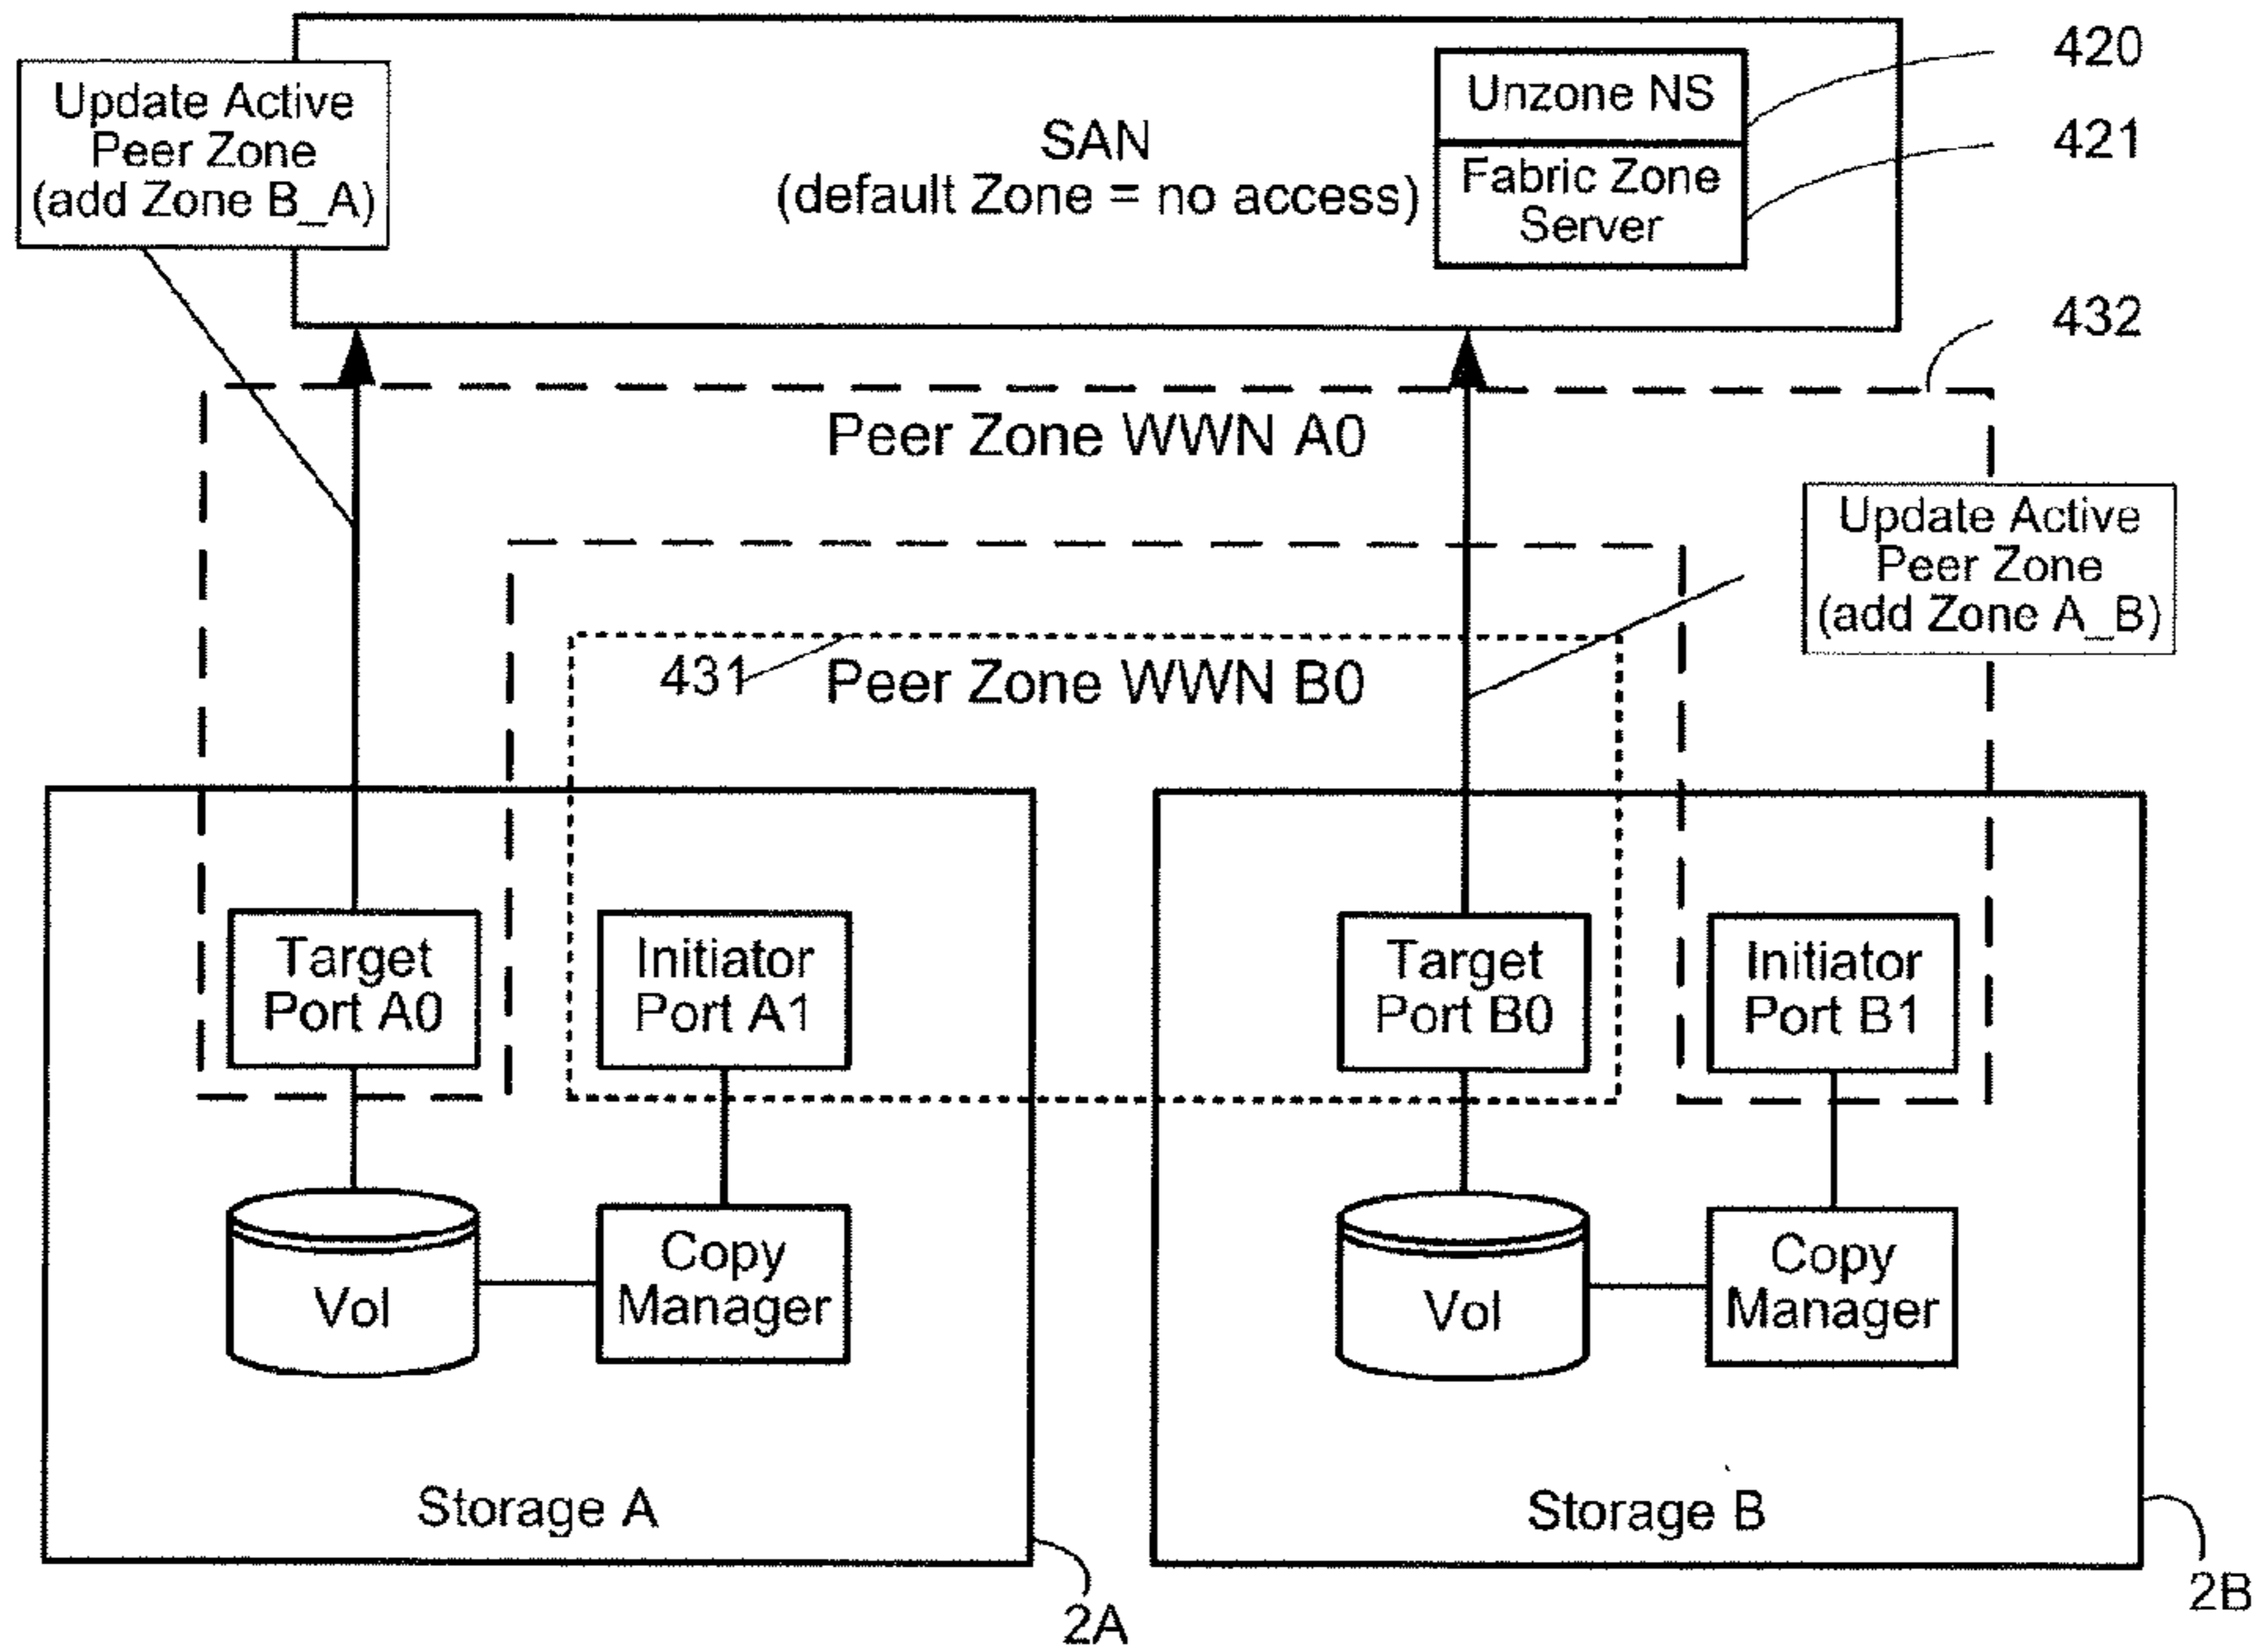 Update Active
Peer Zone
(add Zone B_A)
SAN
(default Zone = no access)
Unzone NS
Fabric Zone
Server
420
421
432
Peer Zone WWN A0
Update Active
Peer Zone
(add Zone A_B)
431
Peer Zone WWN B0
Target
Port A0
Initiator
Port A1
Target
Port B0
Initiator
Port B1
Vol
Copy
Manager
Vol
Copy
Manager
Storage A
Storage B
2A
2B